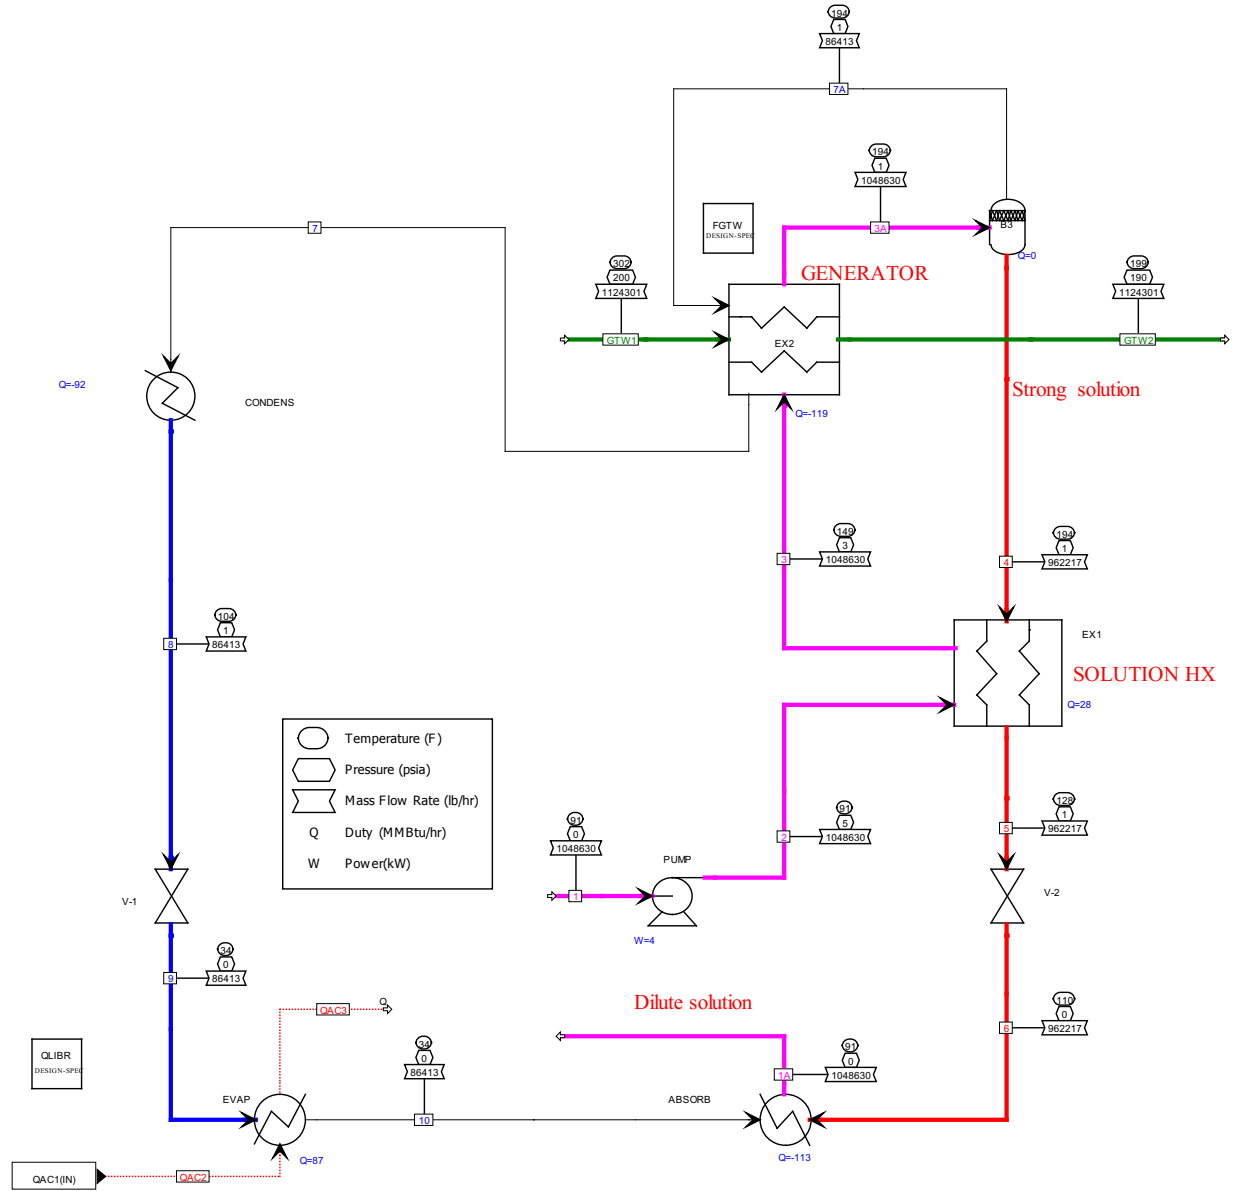 194
1
86413
7A
194
1
1048630
3A
FGTW
DESIGN-SPEC
B3
Q=0
7
302
200
1124301
GTW1
GENERATOR
199
190
1124301
GTW2
EX2
Q=-92
CONDENS
Q=-119
Strong solution
149
3
1048630
3
194
1
962217
4
104
1
86413
8
EX1
SOLUTION HX
Q=28
Temperature (F)
Pressure (psia)
Mass Flow Rate (lb/hr)
Q Duty (MMBtu/hr)
W Power(kW)
91
0
1048630
1
PUMP
W=4
91
5
1048630
2
128
1
962217
5
V-1
V-2
34
0
86413
9
Dilute solution
110
0
962217
6
QAC3
Q
QLIBR
DESIGN-SPEC
34
0
86413
10
91
0
1048630
1A
EVAP
ABSORB
Q=87
Q=-113
QAC1(IN)
QAC2